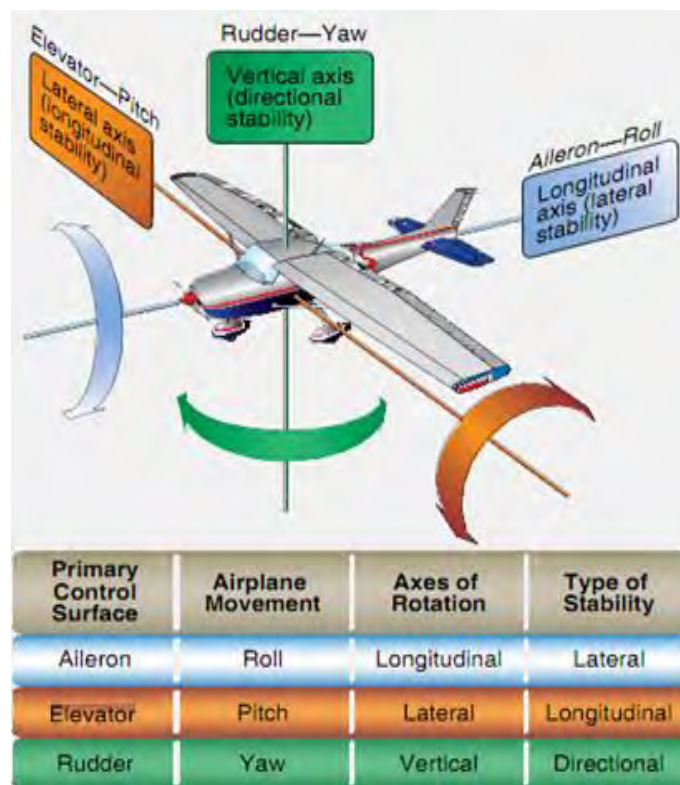 Rudder—Yaw
Vertical axis
(directional
stability)
Elevator—Pitch
Lateral axis
(longitudinal
stability)
Aileron—Roll
Longitudinal
axis (lateral
stability)
Primary
Control
Surface
Airplane
Movement
Axes of
Rotation
Type of
Stability
Aileron
Roll
Longitudinal
Lateral
Elevator
Pitch
Lateral
Longitudinal
Rudder
Yaw
Vertical
Directional